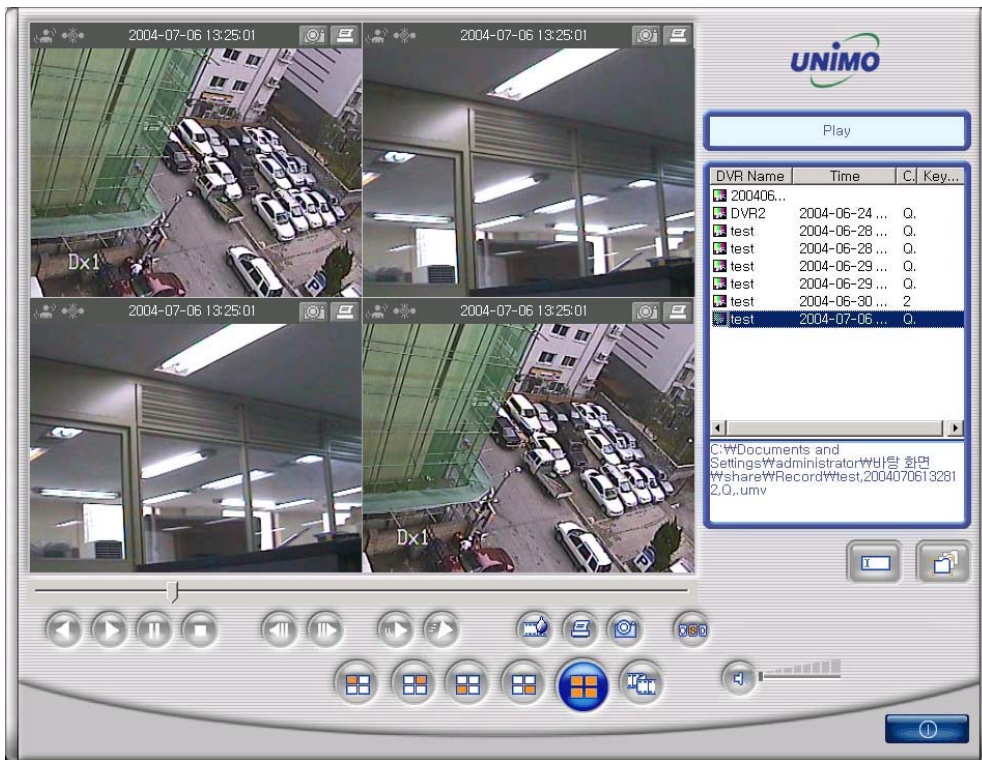 2004-07-06 13:25:01
2004-07-06 13:25:01
Dx1
2004-07-06 13:25:01
2004-07-06 13:25:01
Dx1
UNIMO
Play
DVR Name Time C. Key...
200406...
DVR2 2004-06-24 ... Q.
test 2004-06-28 ... Q.
test 2004-06-28 ... Q.
test 2004-06-29 ... Q.
test 2004-06-29 ... Q.
test 2004-06-30 ... 2
test 2004-07-06 ... Q.
C:₩Documents and
Settings₩administrator₩바탕 화면
₩share₩Record₩test,2004070613281
2,Q,.umv